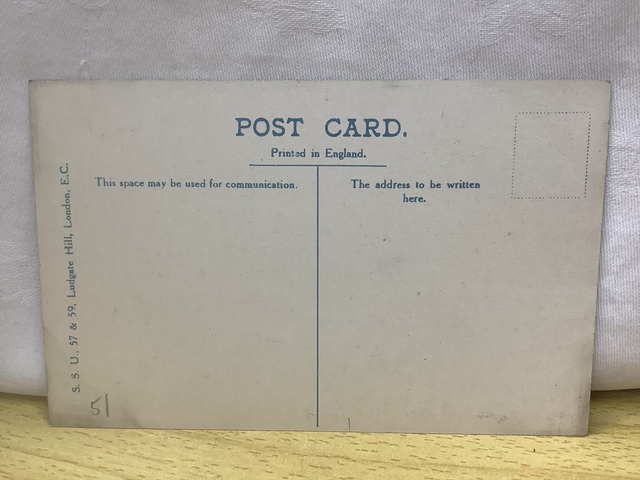 POST CARD.
Printed in England.
This space may be used for communication.
The address to be written
here.
S. S. U., 57 & 59, Ludgate Hill, London, E.C.
5/